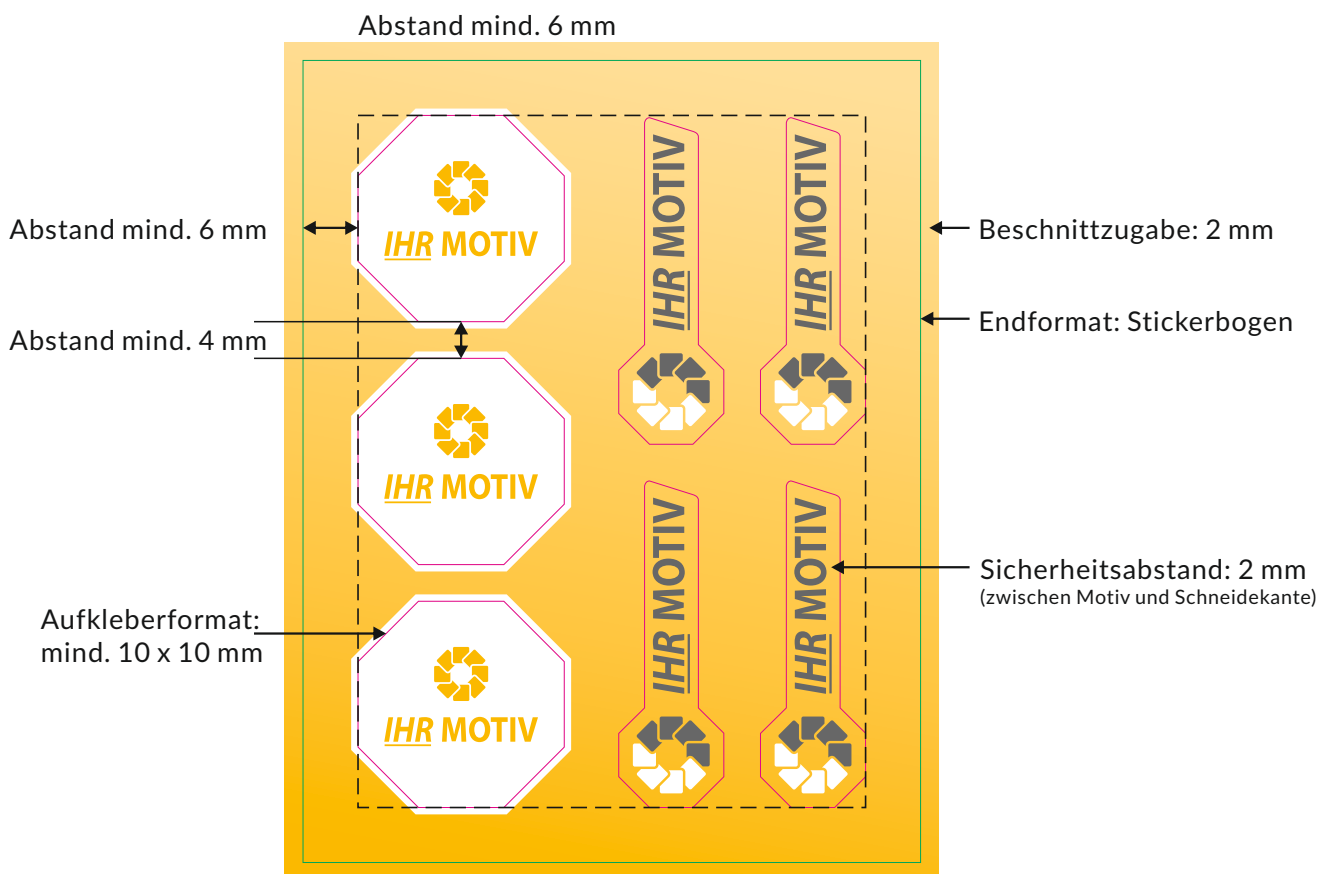 Abstand mind. 6 mm
IHR MOTIV
IHR MOTIV
IHR MOTIV
Abstand mind. 6 mm
Beschnittzugabe: 2 mm
Endformat: Stickerbogen
Abstand mind. 4 mm
IHR MOTIV
IHR MOTIV
IHR MOTIV
Sicherheitsabstand: 2 mm
(zwischen Motiv und Schneidekante)
Aufkleberformat:
mind. 10 x 10 mm
IHR MOTIV